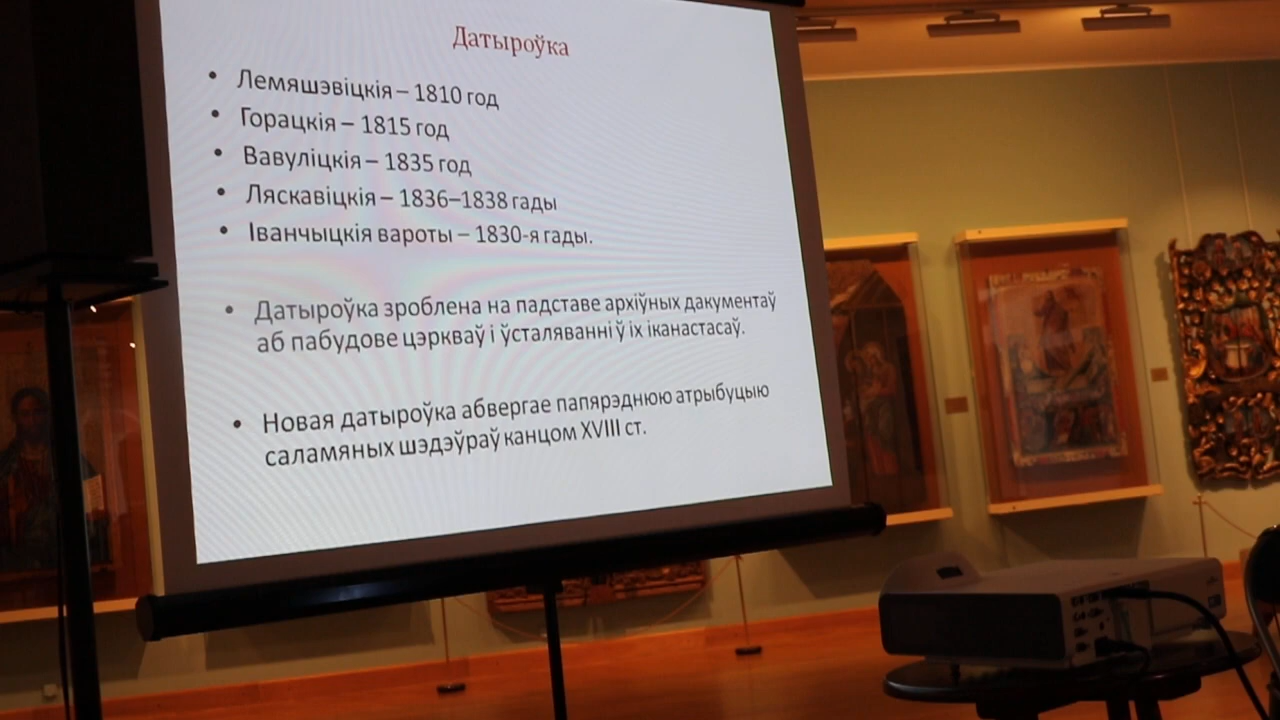 Датыроўка
• Лемяшэвіцкія – 1810 год
• Горацкія – 1815 год
• Вавуліцкія – 1835 год
• Ляскавіцкія – 1836–1838 гады
• Іванчыцкія вароты – 1830-я гады.
• Датыроўка зроблена на падставе архіўных дакументаў
аб пабудове цэркваў і ўсталяванні ў іх іканастасаў.
• Новая датыроўка абвергае папярэднюю атрыбуцыю
саламяных шэдэўраў канцом XVIII ст.